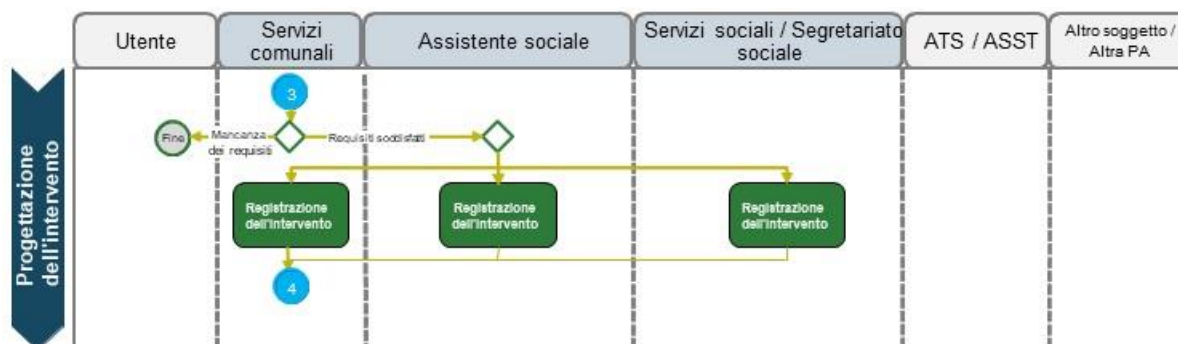 Utente
Servizi
comunali
Assistente sociale
Servizi sociali / Segretariato
sociale
ATS / ASST
Altro soggetto /
Altra PA
Progettazione
dell'intervento
3
Fine
Mancanza
dei requisiti
Requisiti soddisfatti
Registrazione
dell'intervento
Registrazione
dell'intervento
Registrazione
dell'intervento
4